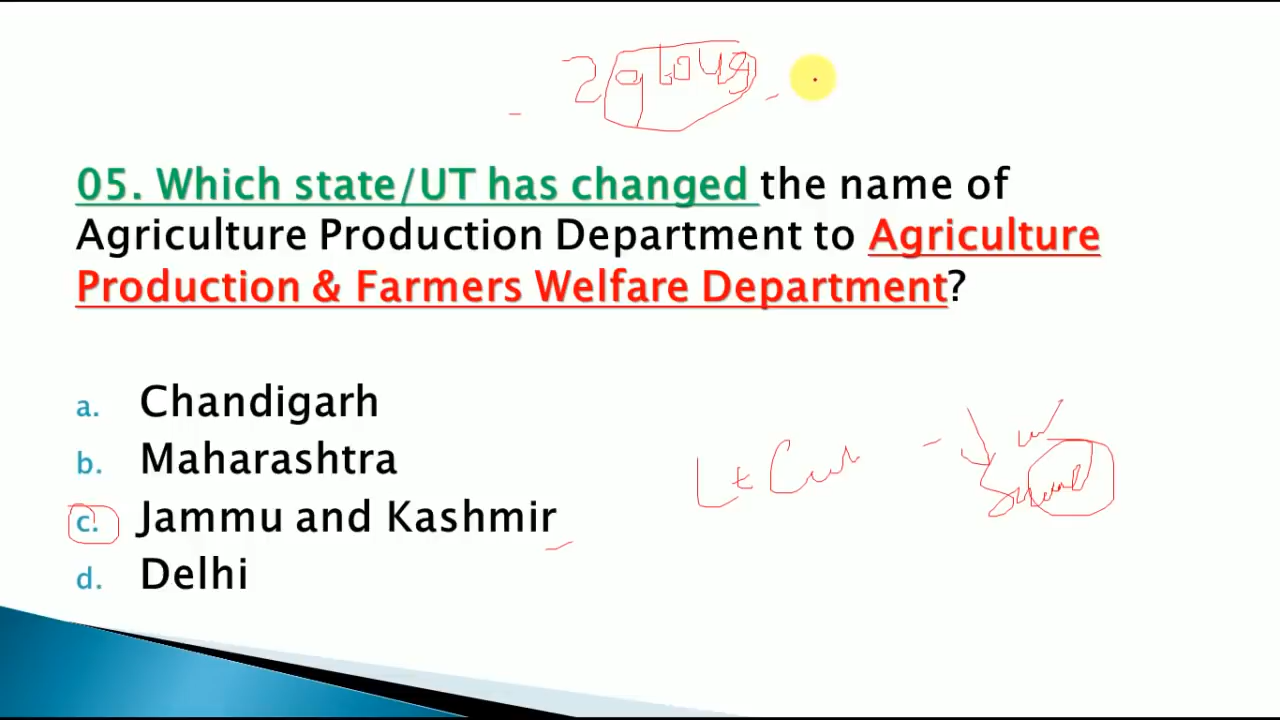 05. Which state/UT has changed the name of
Agriculture Production Department to Agriculture
Production & Farmers Welfare Department?
a. Chandigarh
b. Maharashtra
c. Jammu and Kashmir
d. Delhi
Lt